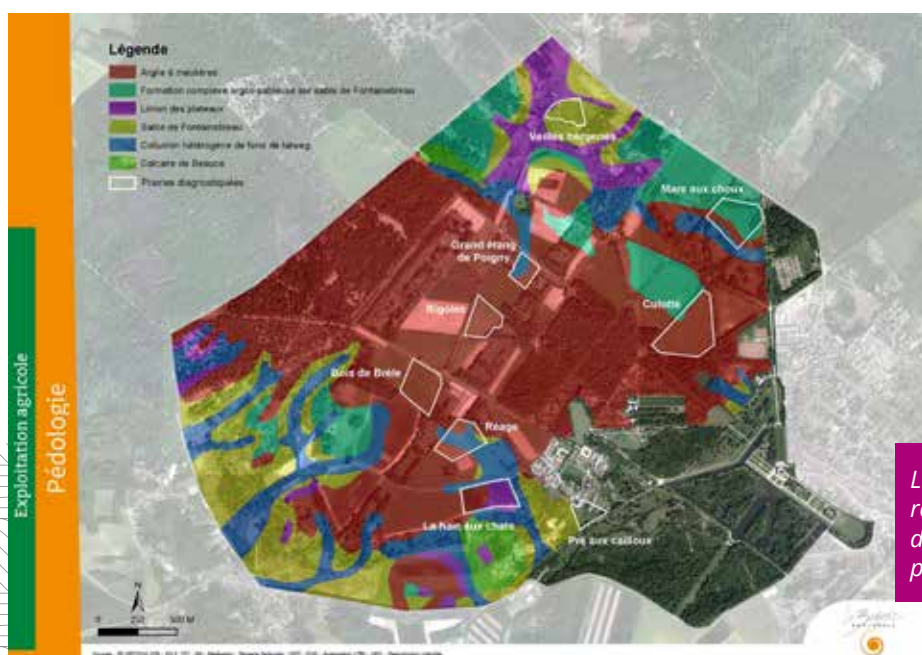 Légende
Argile à meulières
Formation complexe argilo-sableuse sur sable de Fontainebleau
Limon des plateaux
Sable de Fontainebleau
Colluvion hétérogène de fond de talweg
Calcaire de Beauce
Prairies diagnostiquées
Vieilles bergeries
Mare aux choux
Grand étang
de Poigny
Rigoles
Culotte
Bois de Brèle
Réage
La Haie aux chats
Pré aux cailloux
N
0 250 500 M
Exploitation agricole
Pédologie
L
r
d
p